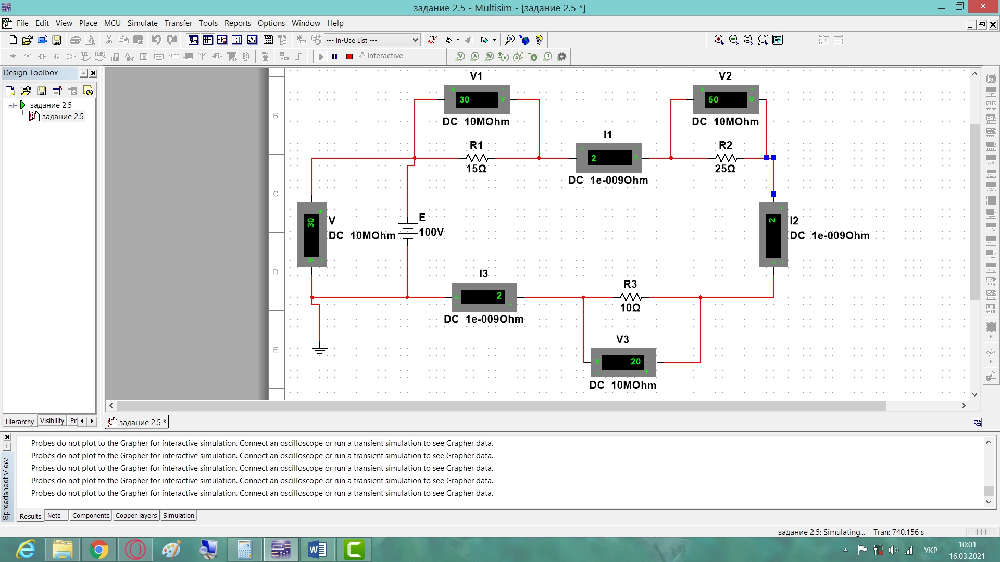 задание 2.5 - Multisim - [задание 2.5 *]
File Edit View Place MCU Simulate Transfer Tools Reports Options Window Help
--- In-Use List ---
MISC Interactive
Design Toolbox
задание 2.5
задание 2.5
Hierarchy Visibility Pr
B
C
D
E
V1
+ -
30 V
DC 10MOhm
V2
+ -
50 V
DC 10MOhm
R1
15Ω
I1
+ -
2 A
DC 1e-009Ohm
R2
25Ω
V
+
30
V -
DC 10MOhm
E
100V
I2
2
DC 1e-009Ohm
I3
A 2
- +
DC 1e-009Ohm
R3
10Ω
V3
V 20
- +
DC 10MOhm
задание 2.5 *
Spreadsheet View
Probes do not plot to the Grapher for interactive simulation. Connect an oscilloscope or run a transient simulation to see Grapher data.
Probes do not plot to the Grapher for interactive simulation. Connect an oscilloscope or run a transient simulation to see Grapher data.
Probes do not plot to the Grapher for interactive simulation. Connect an oscilloscope or run a transient simulation to see Grapher data.
Probes do not plot to the Grapher for interactive simulation. Connect an oscilloscope or run a transient simulation to see Grapher data.
Probes do not plot to the Grapher for interactive simulation. Connect an oscilloscope or run a transient simulation to see Grapher data.
Results Nets Components Copper layers Simulation
задание 2.5: Simulating... Tran: 740.156 s
УКР
10:01
16.03.2021